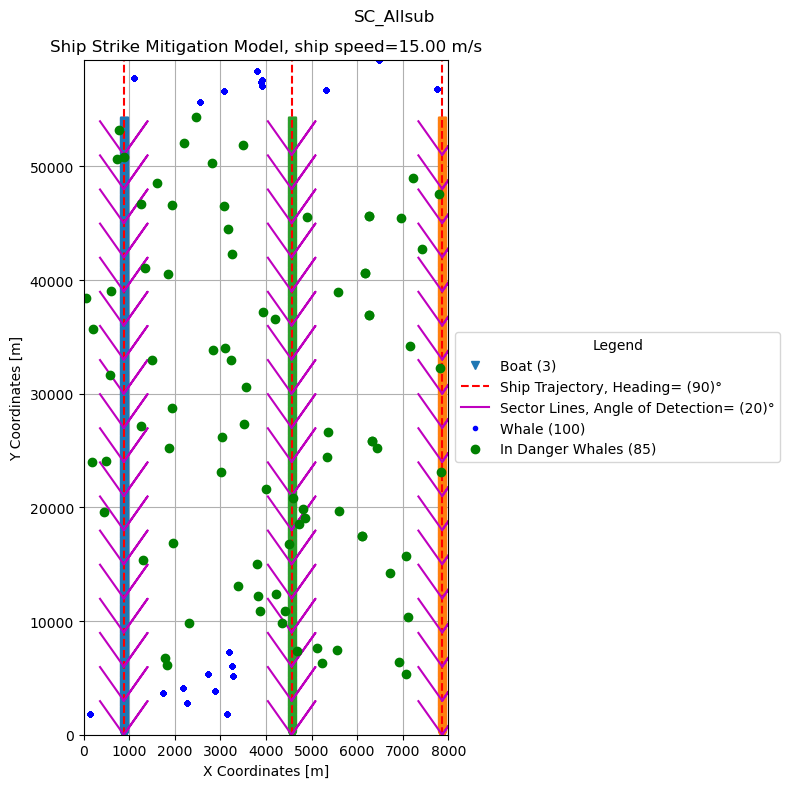 SC_Allsub
Ship Strike Mitigation Model, ship speed=15.00 m/s
50000
40000
30000
20000
10000
0
Y Coordinates [m]
0 1000 2000 3000 4000 5000 6000 7000 8000
X Coordinates [m]
Legend
Boat (3)
Ship Trajectory, Heading= (90)°
Sector Lines, Angle of Detection= (20)°
Whale (100)
In Danger Whales (85)